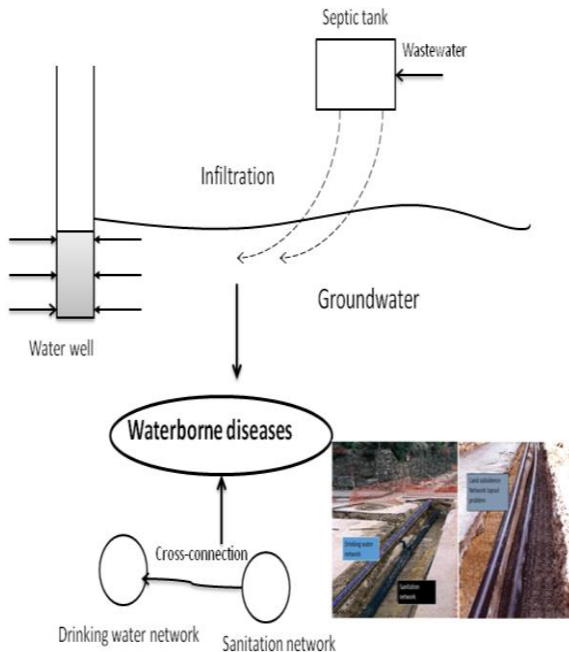 Septic tank
Wastewater
Infiltration
Groundwater
Water well
Waterborne diseases
Cross-connection
Drinking water network
Sanitation network
Drinking water
network
Sanitation
network
Land subsidence
Network layout
problem